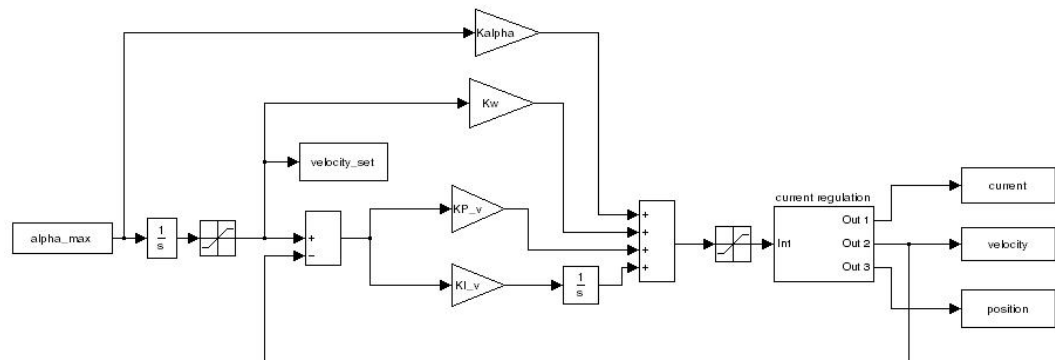 Kalpha
Kw
velocity_set
current
KP_v
current regulation
alpha_max
1
s
+
−
+
+
+
+
In1
Out 1
Out 2
Out 3
velocity
KI_v
1
s
position